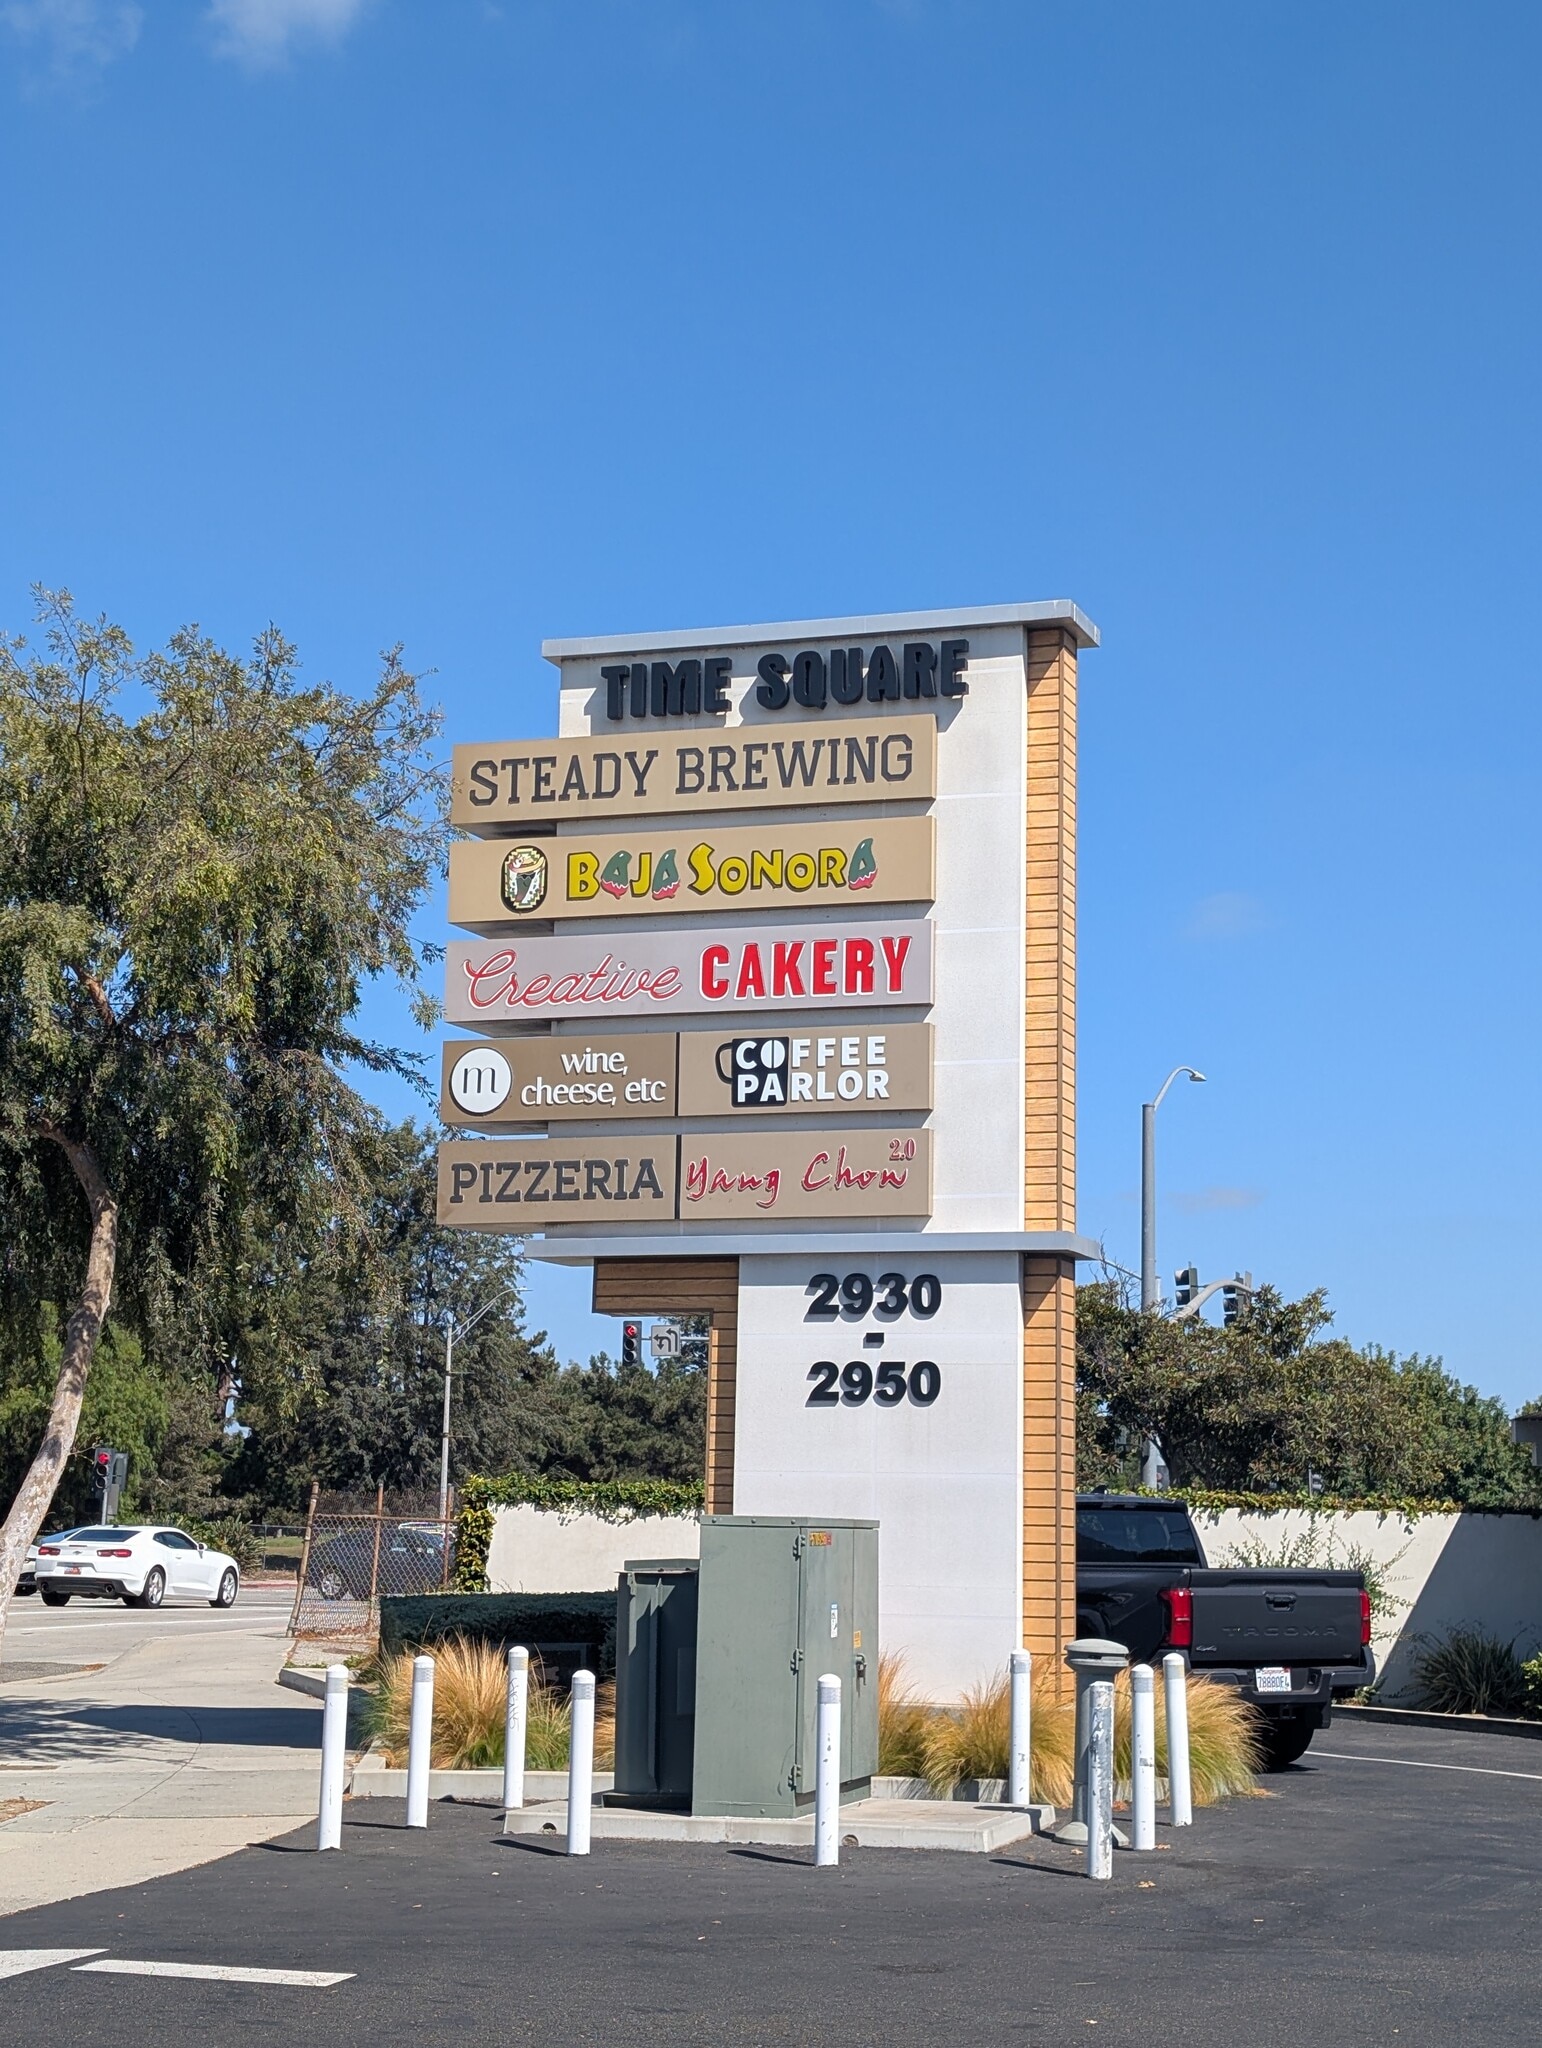 TIME SQUARE
STEADY BREWING
BAJA SONORA
Creative CAKERY
m wine,
cheese, etc
COFFEE
PARLOR
PIZZERIA
Yang Chow 2.0
2930
-
2950
TACOMA